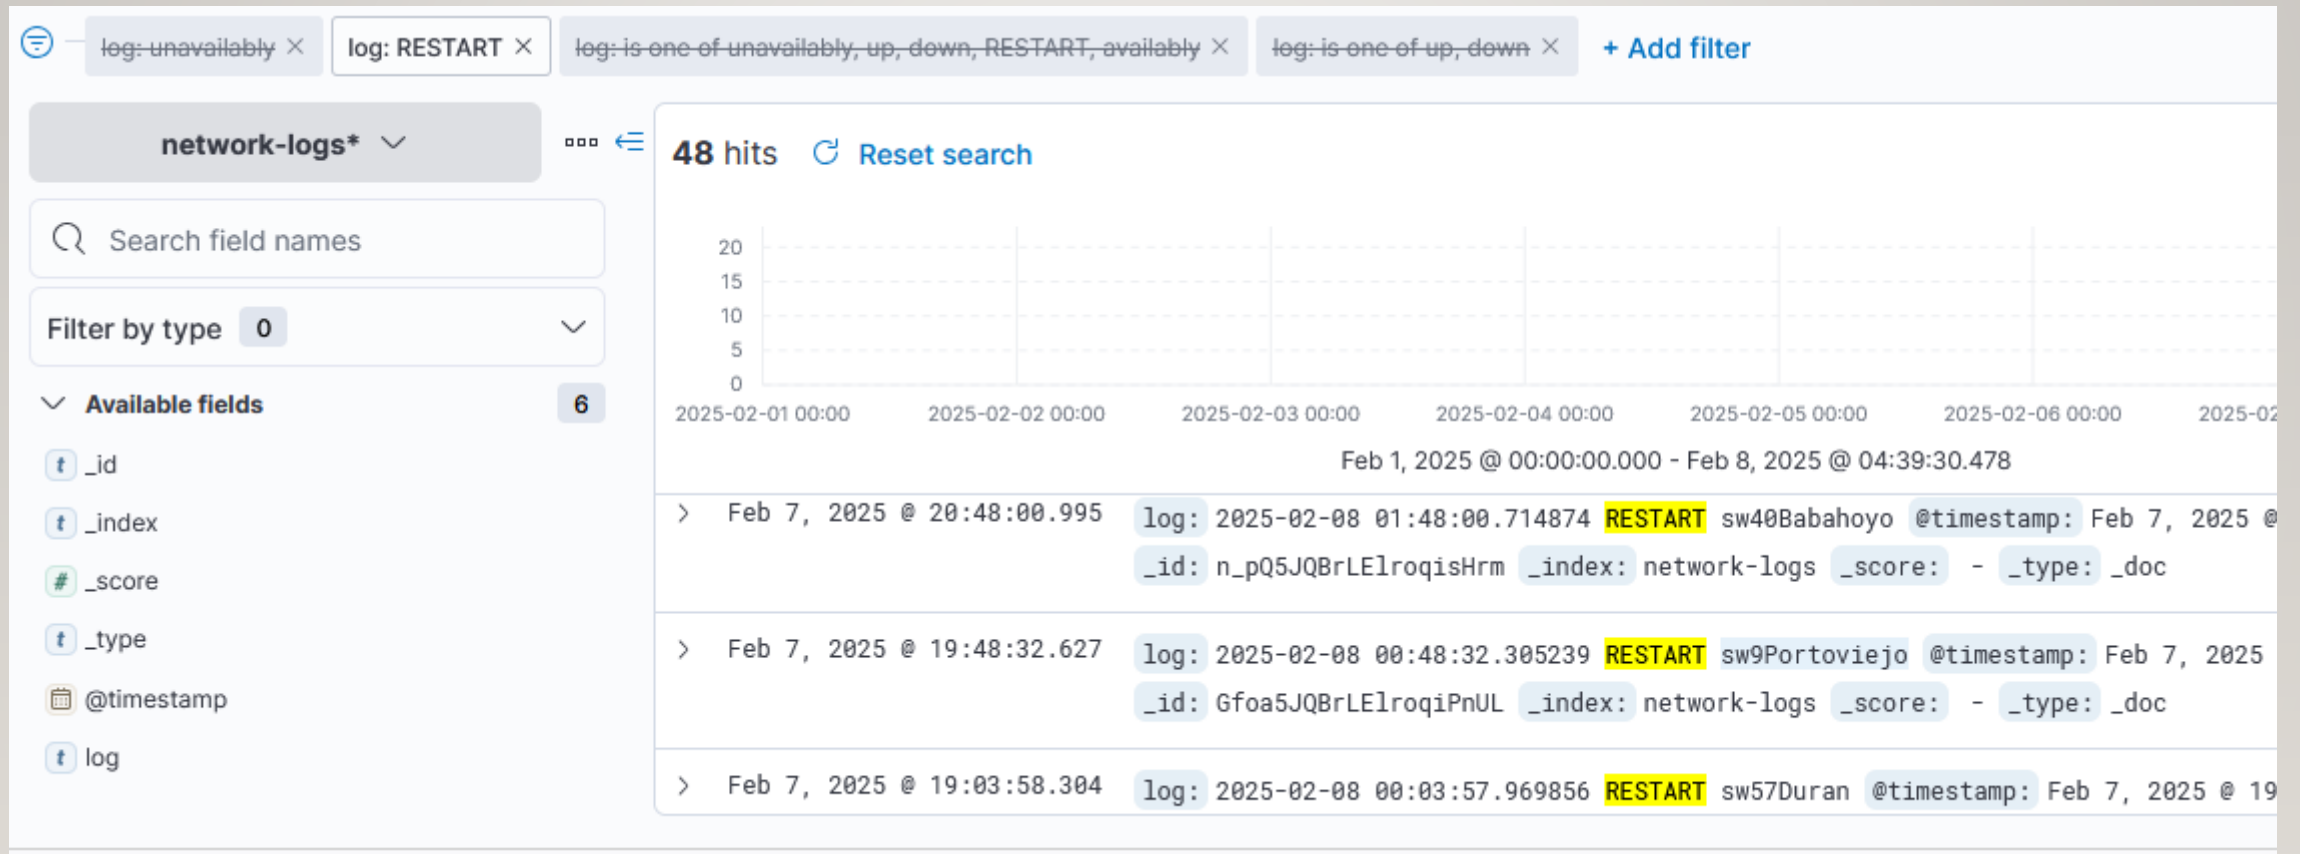 log: unavailably × log: RESTART × log: is one of unavailably, up, down, RESTART, availably × log: is one of up, down × + Add filter
network-logs*
48 hits Reset search
Search field names
Filter by type 0
Available fields 6
t _id
t _index
# _score
t _type
@timestamp
t log
20
15
10
5
0
2025-02-01 00:00 2025-02-02 00:00 2025-02-03 00:00 2025-02-04 00:00 2025-02-05 00:00 2025-02-06 00:00 2025-02
Feb 1, 2025 @ 00:00:00.000 - Feb 8, 2025 @ 04:39:30.478
Feb 7, 2025 @ 20:48:00.995 log: 2025-02-08 01:48:00.714874 RESTART sw40Babahoyo @timestamp: Feb 7, 2025 @
_id: n_pQ5JQBrLElroqisHrm _index: network-logs _score: - _type: _doc
Feb 7, 2025 @ 19:48:32.627 log: 2025-02-08 00:48:32.305239 RESTART sw9Portoviejo @timestamp: Feb 7, 2025
_id: Gfoa5JQBrLElroqiPnUL _index: network-logs _score: - _type: _doc
Feb 7, 2025 @ 19:03:58.304 log: 2025-02-08 00:03:57.969856 RESTART sw57Duran @timestamp: Feb 7, 2025 @ 19